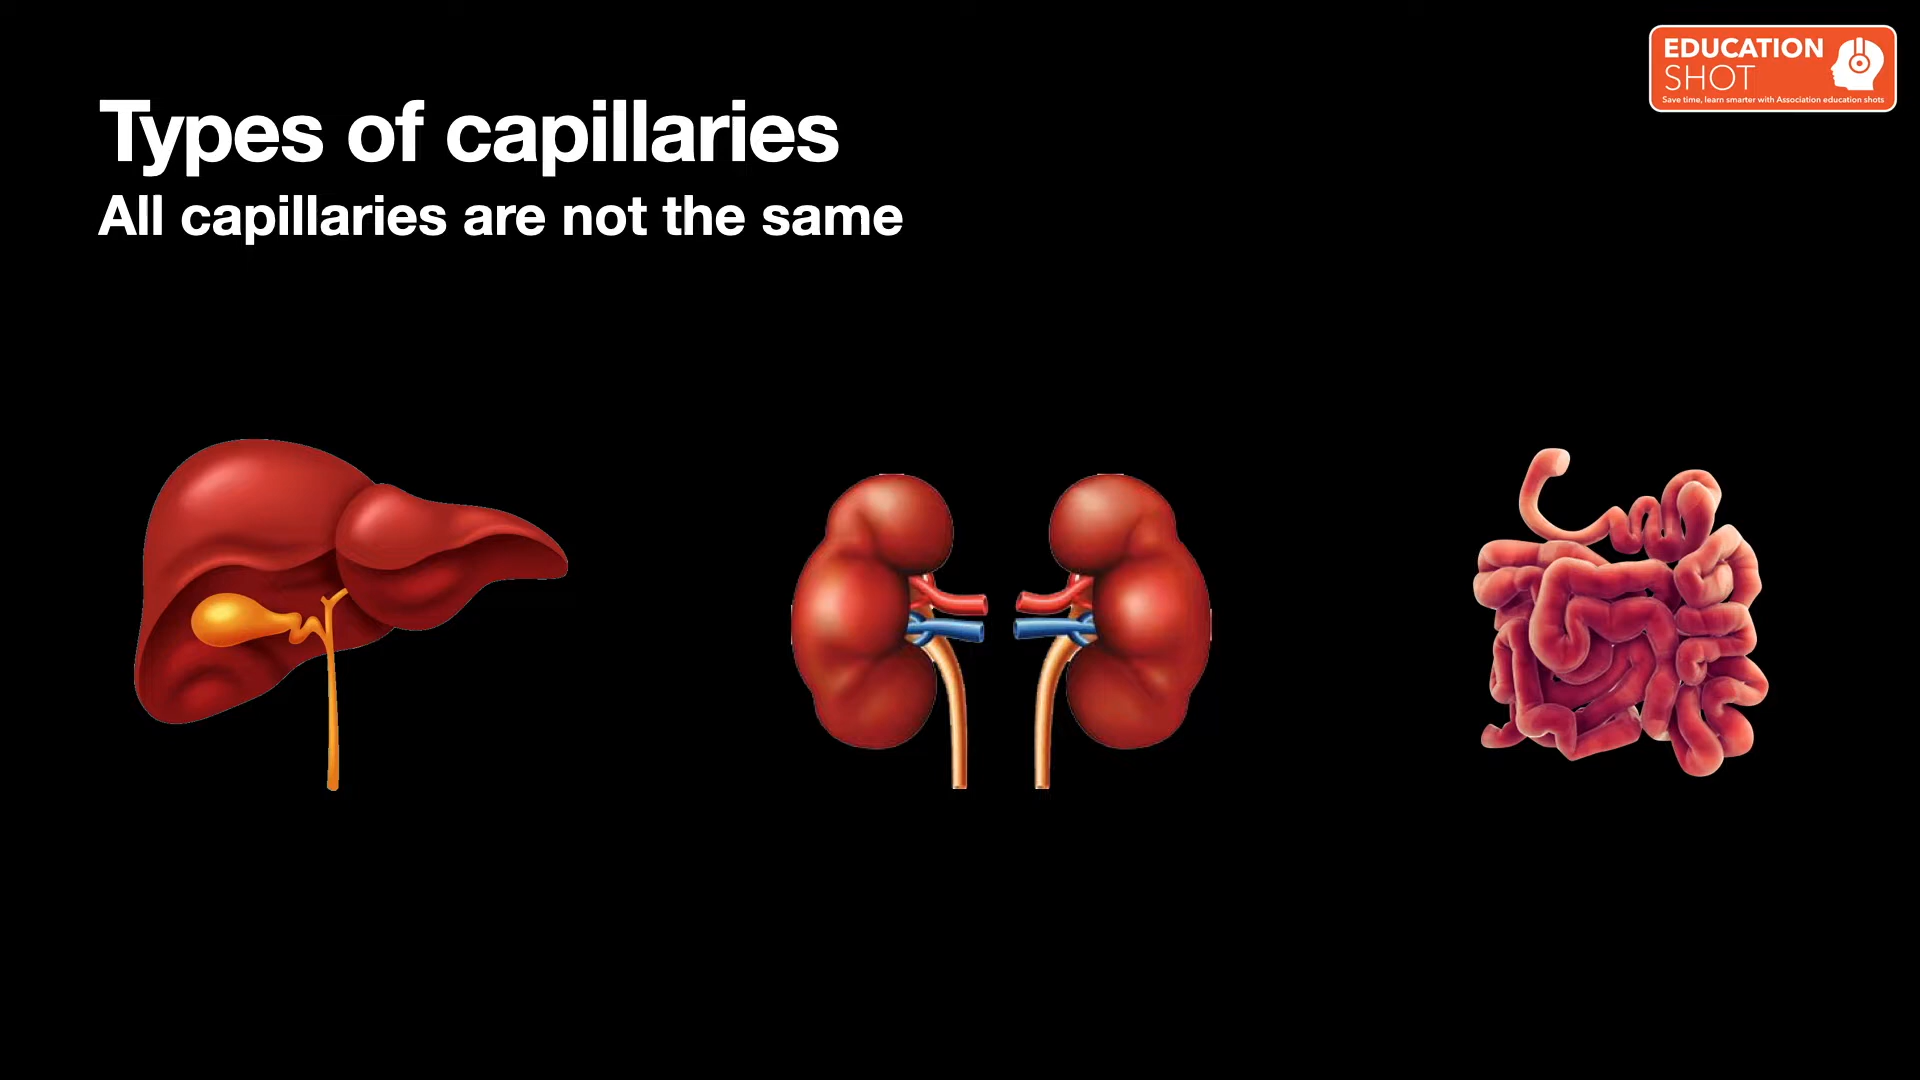 EDUCATION
SHOT
Save time, learn smarter with Association education shots
Types of capillaries
All capillaries are not the same